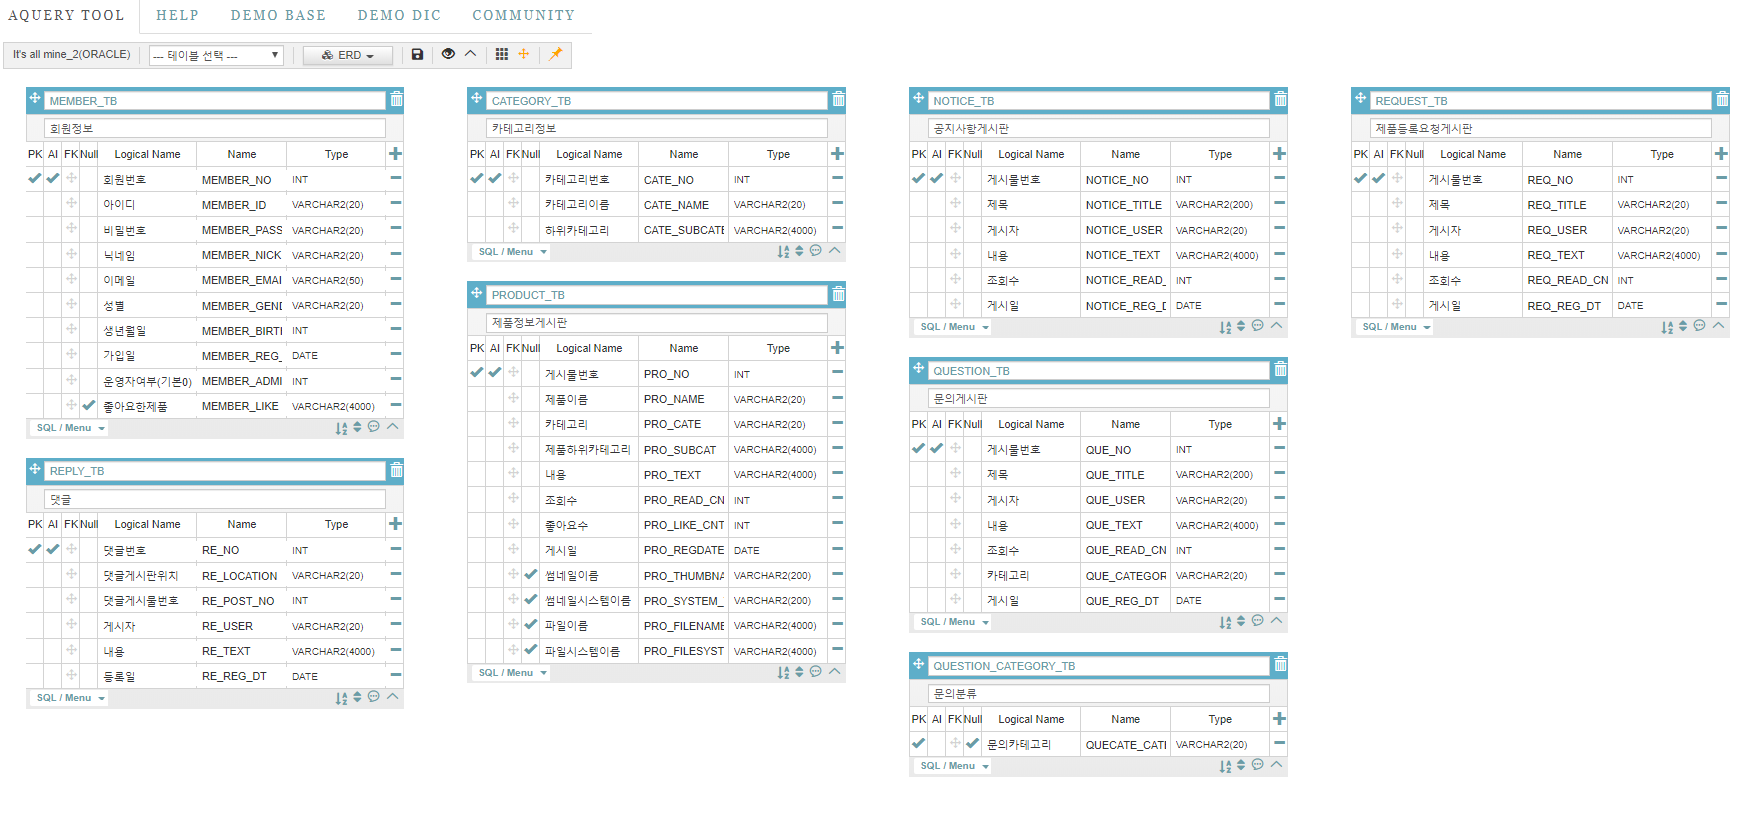 AQUERY TOOL HELP DEMO BASE DEMO DIC COMMUNITY
It's all mine_2(ORACLE) --- 테이블 선택 --- ERD
MEMBER_TB
회원정보
PK AI FK Null Logical Name Name Type
회원번호 MEMBER_NO INT
아이디 MEMBER_ID VARCHAR2(20)
비밀번호 MEMBER_PASS VARCHAR2(20)
닉네임 MEMBER_NICK VARCHAR2(20)
이메일 MEMBER_EMAI VARCHAR2(50)
성별 MEMBER_GEND VARCHAR2(20)
생년월일 MEMBER_BIRTI INT
가입일 MEMBER_REG_ DATE
운영자여부(기본0) MEMBER_ADMI INT
좋아요한제품 MEMBER_LIKE VARCHAR2(4000)
SQL / Menu
REPLY_TB
댓글
PK AI FK Null Logical Name Name Type
댓글번호 RE_NO INT
댓글게시판위치 RE_LOCATION VARCHAR2(20)
댓글게시물번호 RE_POST_NO INT
게시자 RE_USER VARCHAR2(20)
내용 RE_TEXT VARCHAR2(4000)
등록일 RE_REG_DT DATE
SQL / Menu
CATEGORY_TB
카테고리정보
PK AI FK Null Logical Name Name Type
카테고리번호 CATE_NO INT
카테고리이름 CATE_NAME VARCHAR2(20)
하위카테고리 CATE_SUBCATE VARCHAR2(4000)
SQL / Menu
PRODUCT_TB
제품정보게시판
PK AI FK Null Logical Name Name Type
게시물번호 PRO_NO INT
제품이름 PRO_NAME VARCHAR2(20)
카테고리 PRO_CATE VARCHAR2(20)
제품하위카테고리 PRO_SUBCAT VARCHAR2(4000)
내용 PRO_TEXT VARCHAR2(4000)
조회수 PRO_READ_CN INT
좋아요수 PRO_LIKE_CNT INT
게시일 PRO_REGDATE DATE
썸네일이름 PRO_THUMBNA VARCHAR2(200)
썸네일시스템이름 PRO_SYSTEM_ VARCHAR2(200)
파일이름 PRO_FILENAME VARCHAR2(4000)
파일시스템이름 PRO_FILESYST VARCHAR2(4000)
SQL / Menu
NOTICE_TB
공지사항게시판
PK AI FK Null Logical Name Name Type
게시물번호 NOTICE_NO INT
제목 NOTICE_TITLE VARCHAR2(200)
게시자 NOTICE_USER VARCHAR2(20)
내용 NOTICE_TEXT VARCHAR2(4000)
조회수 NOTICE_READ_ INT
게시일 NOTICE_REG_D DATE
SQL / Menu
QUESTION_TB
문의게시판
PK AI FK Null Logical Name Name Type
게시물번호 QUE_NO INT
제목 QUE_TITLE VARCHAR2(200)
게시자 QUE_USER VARCHAR2(20)
내용 QUE_TEXT VARCHAR2(4000)
조회수 QUE_READ_CN INT
카테고리 QUE_CATEGOR VARCHAR2(20)
게시일 QUE_REG_DT DATE
SQL / Menu
QUESTION_CATEGORY_TB
문의분류
PK AI FK Null Logical Name Name Type
문의카테고리 QUECATE_CATI VARCHAR2(20)
SQL / Menu
REQUEST_TB
제품등록요청게시판
PK AI FK Null Logical Name Name Type
게시물번호 REQ_NO INT
제목 REQ_TITLE VARCHAR2(20)
게시자 REQ_USER VARCHAR2(20)
내용 REQ_TEXT VARCHAR2(4000)
조회수 REQ_READ_CN INT
게시일 REQ_REG_DT DATE
SQL / Menu